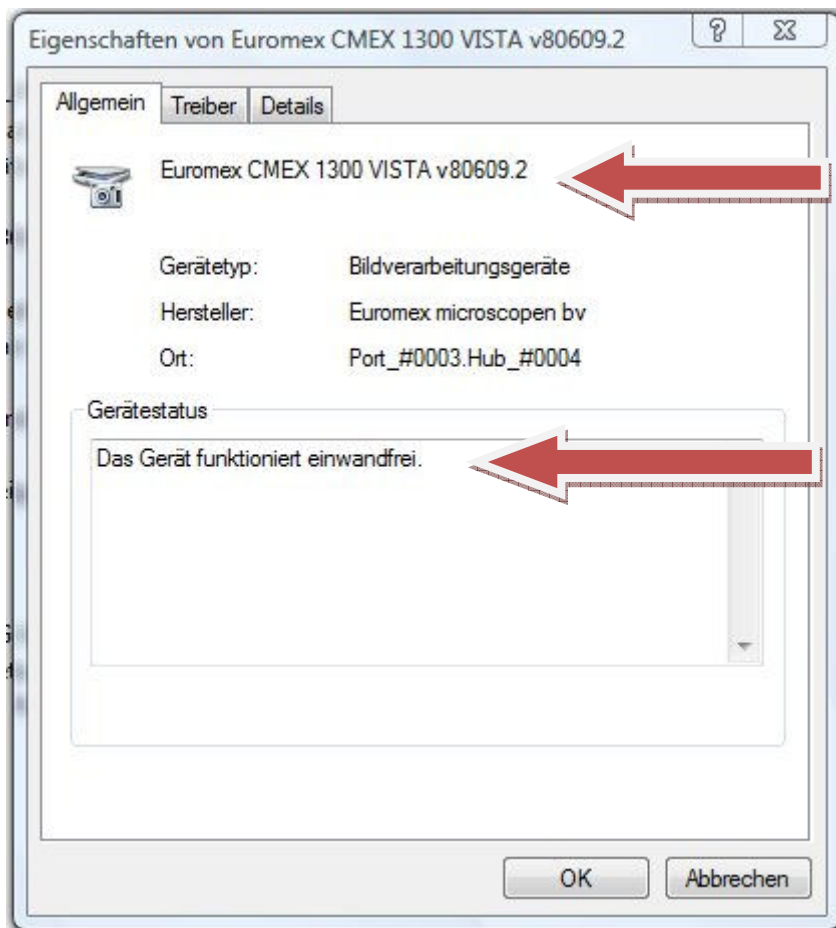 Eigenschaften von Euromex CMEX 1300 VISTA v80609.2
Allgemein Treiber Details
Euromex CMEX 1300 VISTA v80609.2
Gerätetyp: Bildverarbeitungsgeräte
Hersteller: Euromex microscopen bv
Ort: Port_#0003.Hub_#0004
Gerätestatus
Das Gerät funktioniert einwandfrei.
OK Abbrechen